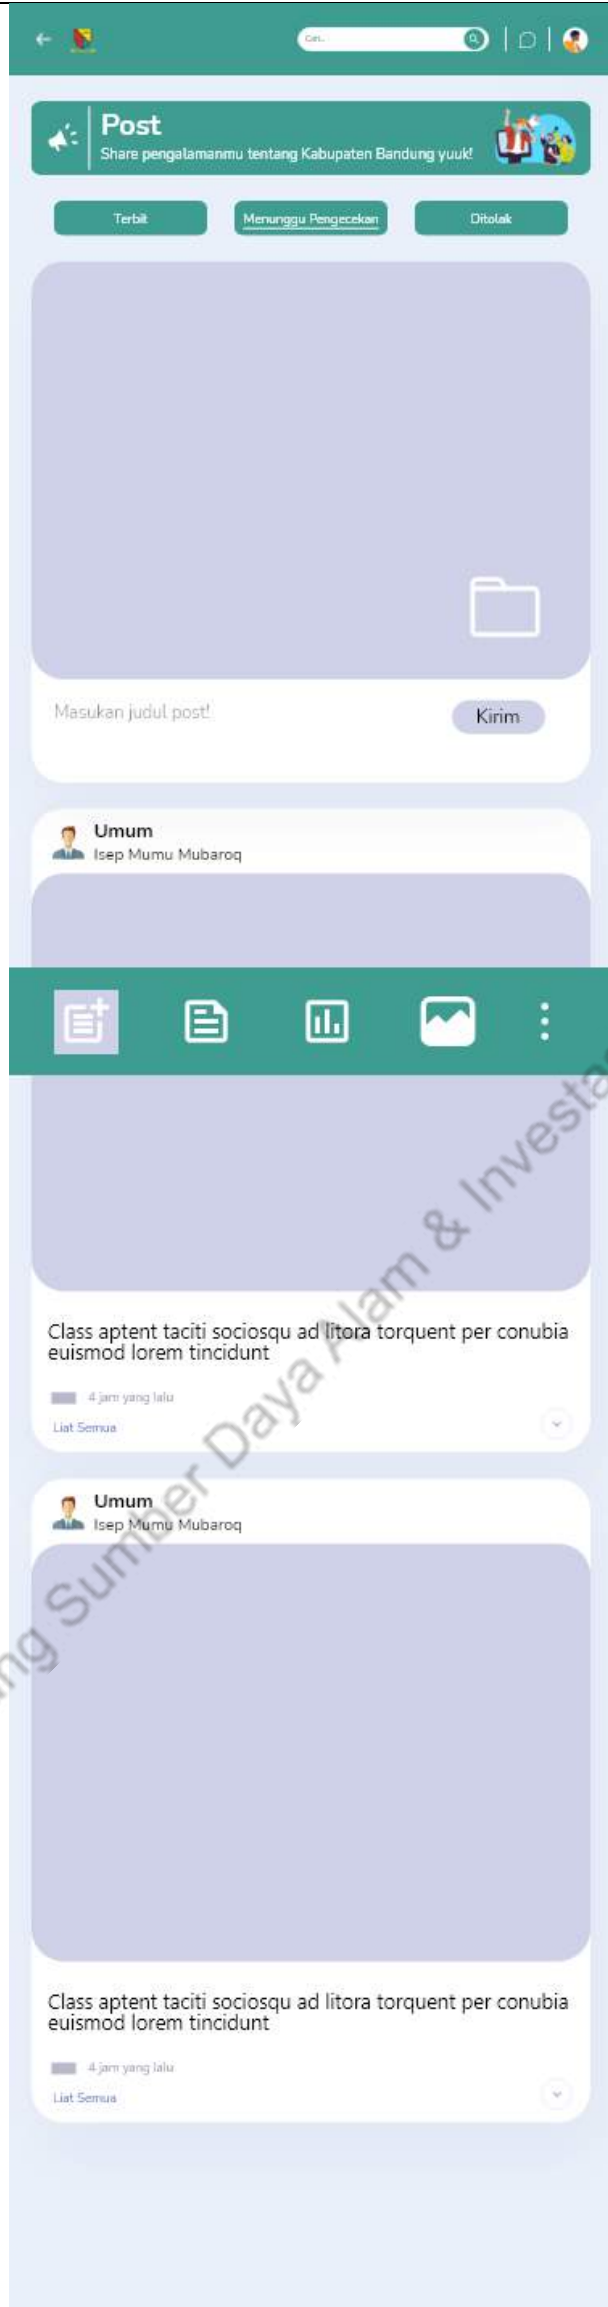 Cari..
Post
Share pengalamanmu tentang Kabupaten Bandung yuuk!
Terbit
Menunggu Pengecekan
Ditolak
Masukan judul post!
Kirim
Umum
Isep Mumu Mubaroq
Class aptent taciti sociosqu ad litora torquent per conubia
euismod lorem tincidunt
4 jam yang lalu
Liat Semua
Umum
Isep Mumu Mubaroq
Class aptent taciti sociosqu ad litora torquent per conubia
euismod lorem tincidunt
4 jam yang lalu
Liat Semua
Sumber Daya Alam &